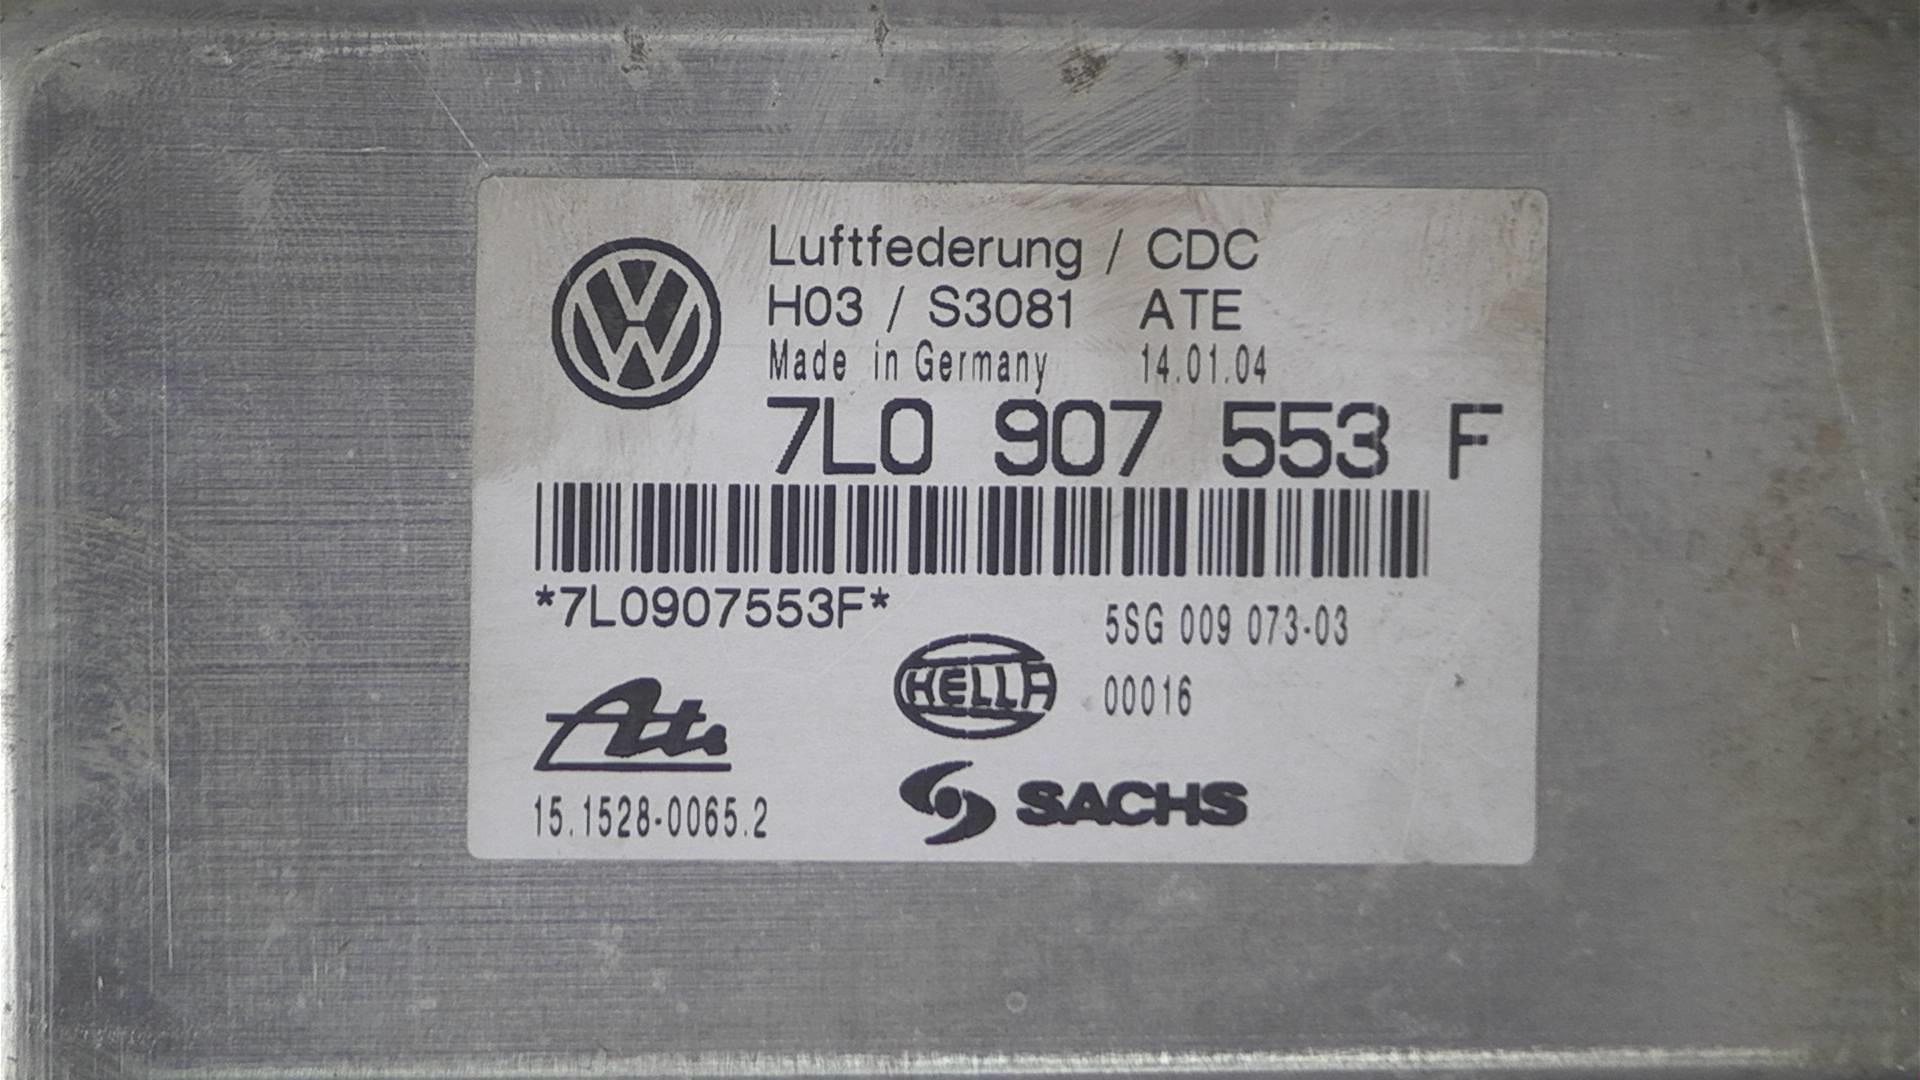 Luftfederung / CDC
H03 / S3081 ATE
Made in Germany 14.01.04
7L0 907 553 F
*7L0907553F*
5SG 009 073-03
HELLA 00016
Ate
15.1528-0065.2
SACHS